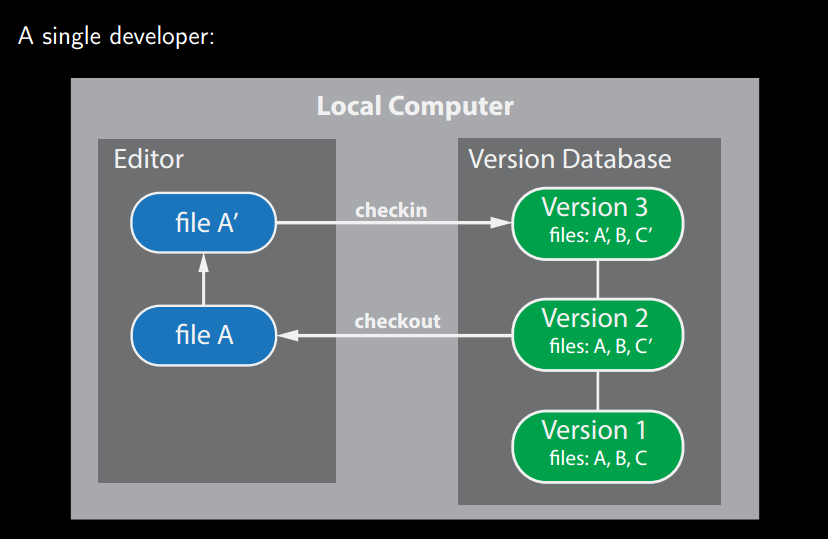 A single developer:
Local Computer
Editor
Version Database
file A′
checkin
Version 3
files: A′, B, C′
file A
checkout
Version 2
files: A, B, C′
Version 1
files: A, B, C